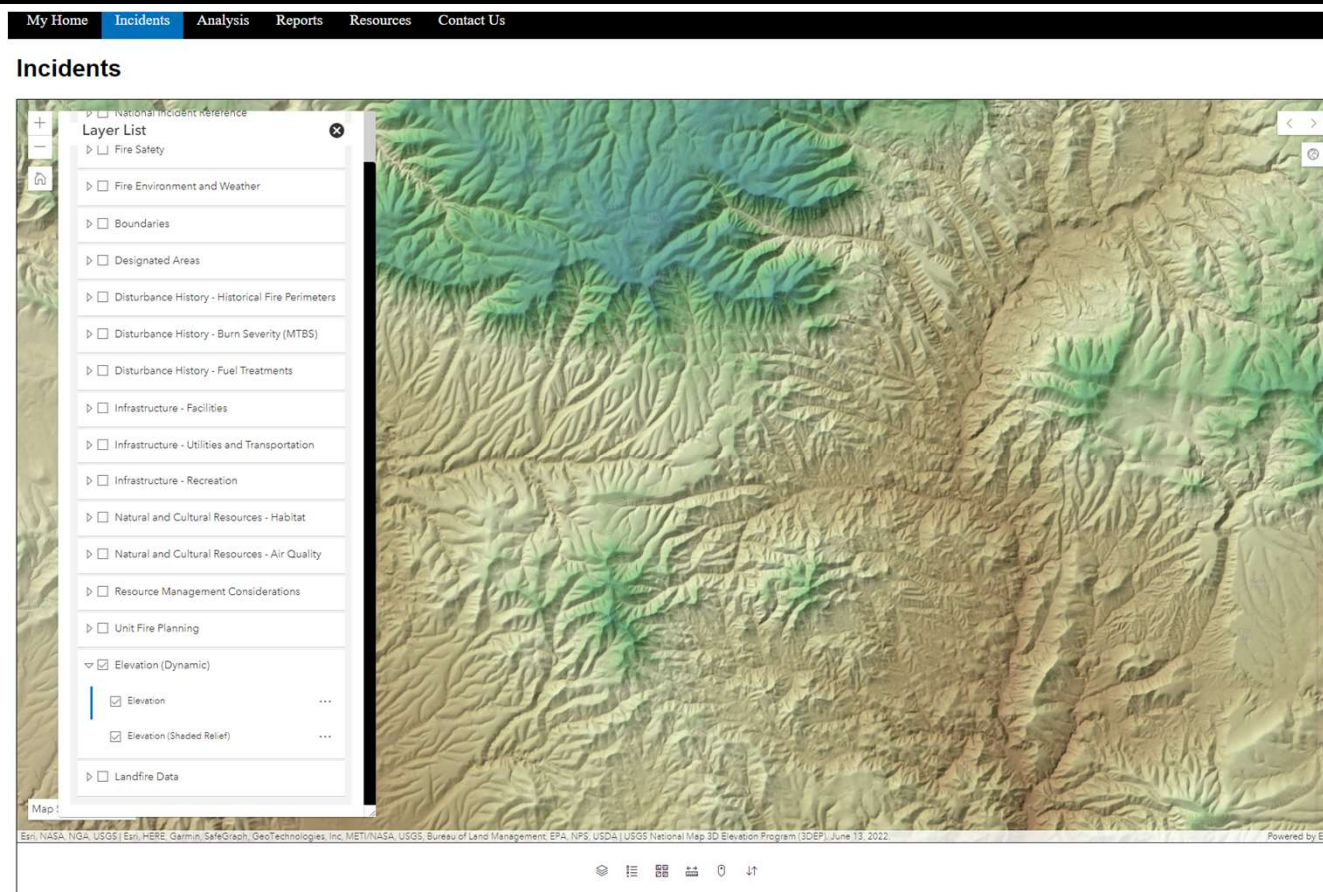 My Home Incidents Analysis Reports Resources Contact Us
Incidents
National Incident Reference
Layer List
Fire Safety
Fire Environment and Weather
Boundaries
Designated Areas
Disturbance History - Historical Fire Perimeters
Disturbance History - Burn Severity (MTBS)
Disturbance History - Fuel Treatments
Infrastructure - Facilities
Infrastructure - Utilities and Transportation
Infrastructure - Recreation
Natural and Cultural Resources - Habitat
Natural and Cultural Resources - Air Quality
Resource Management Considerations
Unit Fire Planning
Elevation (Dynamic)
Elevation
Elevation (Shaded Relief)
Landfire Data
Map
Esri, NASA, NGA, USGS | Esri, HERE, Garmin, SafeGraph, GeoTechnologies, Inc, METI/NASA, USGS, Bureau of Land Management, EPA, NPS, USDA | USGS National Map 3D Elevation Program (3DEP), June 13, 2022. Powered by E